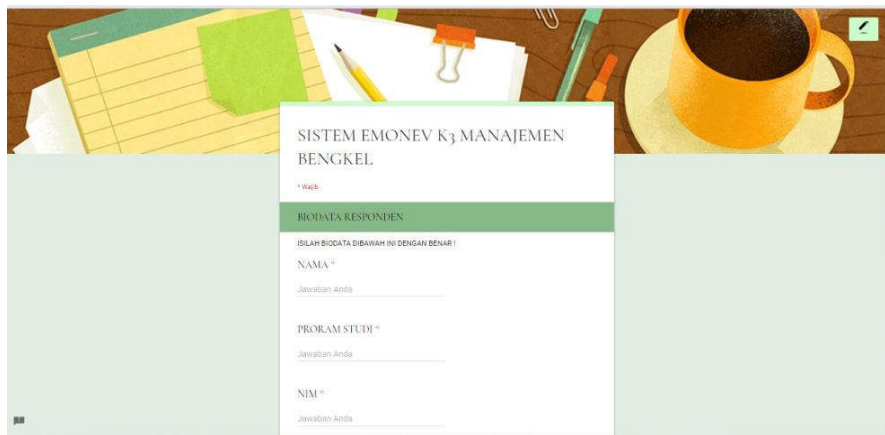 SISTEM EMONEV K3 MANAJEMEN
BENGKEL
* Wajib
BIODATA RESPONDEN
ISILAH BIODATA DIBAWAH INI DENGAN BENAR !
NAMA *
Jawaban Anda
PRORAM STUDI *
Jawaban Anda
NIM *
Jawaban Anda